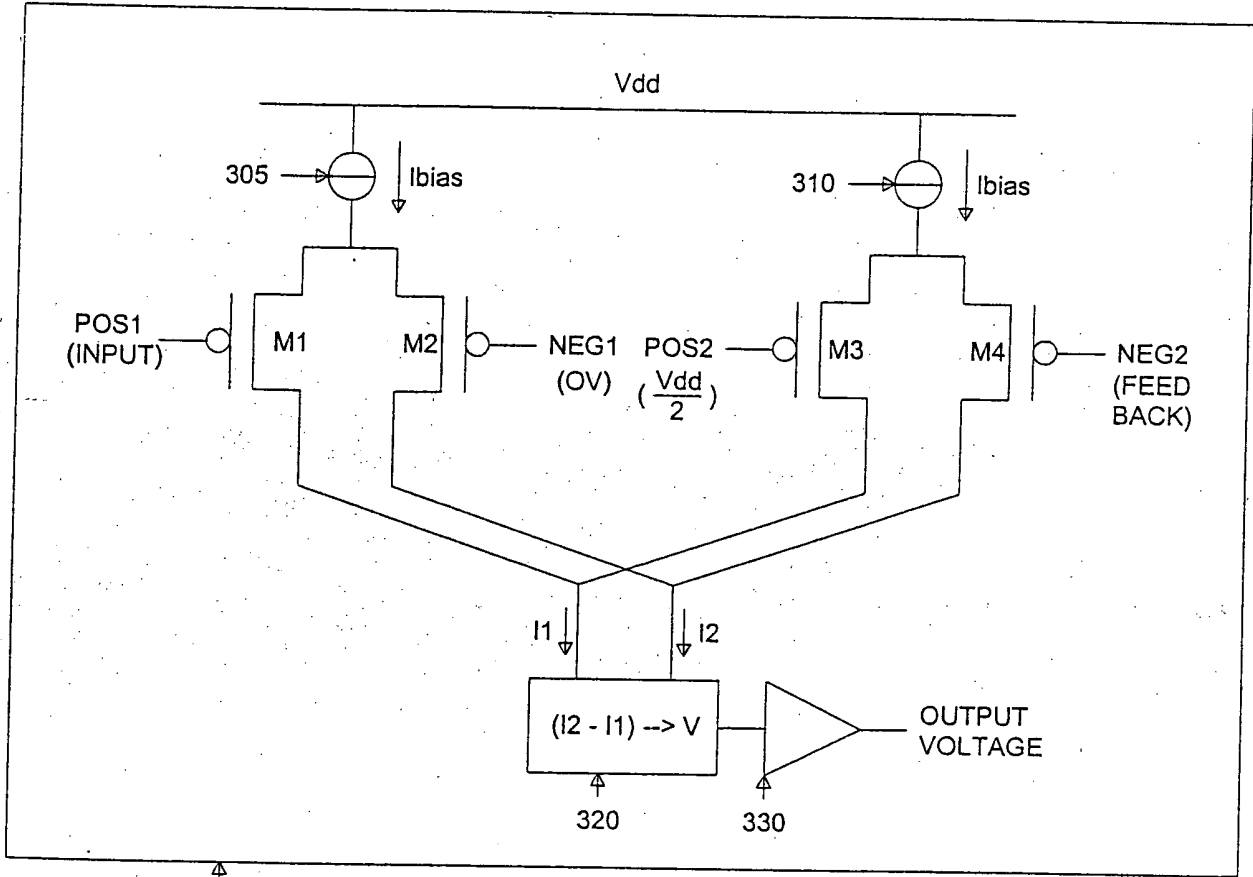 Vdd
305
Ibias
310
Ibias
POS1
(INPUT)
M1
M2
NEG1
(OV)
POS2
(Vdd
2)
M3
M4
NEG2
(FEED
BACK)
I1
I2
(I2 - I1) --> V
OUTPUT
VOLTAGE
320
330